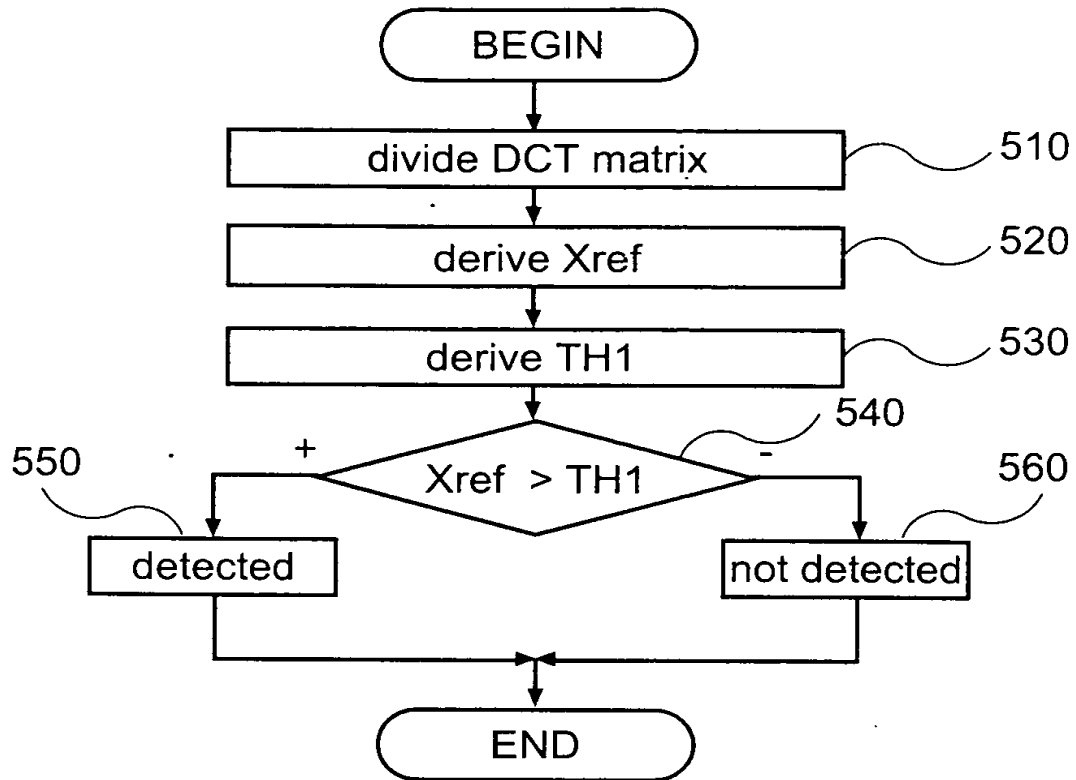 BEGIN
divide DCT matrix
510
derive Xref
520
derive TH1
530
540
+
-
550
Xref > TH1
560
detected
not detected
END